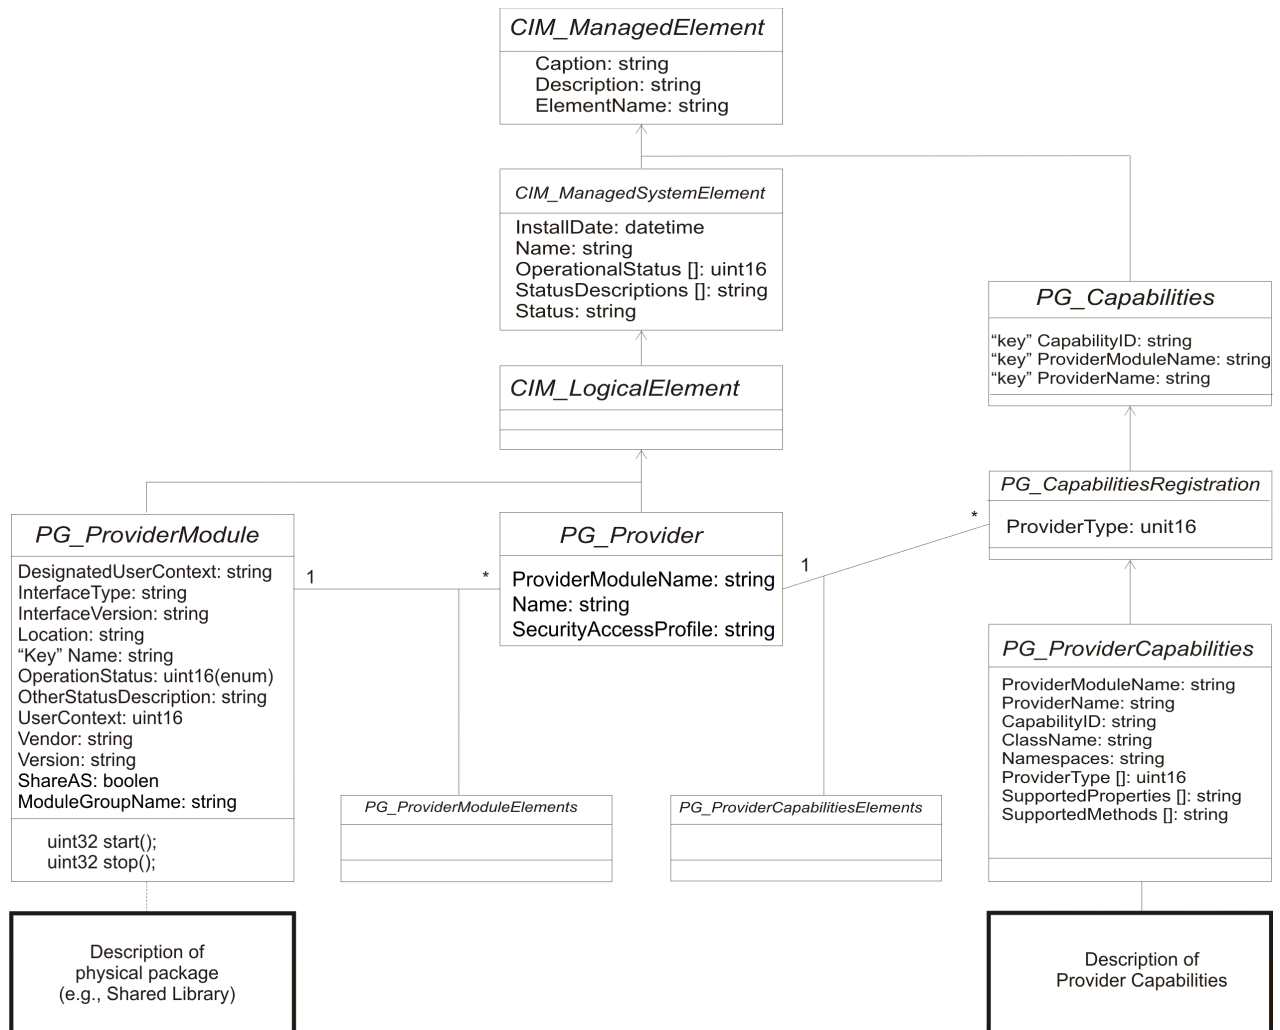 CIM_ManagedElement
Caption: string
Description: string
ElementName: string
CIM_ManagedSystemElement
InstallDate: datetime
Name: string
OperationalStatus []: uint16
StatusDescriptions []: string
Status: string
PG_Capabilities
“key” CapabilityID: string
“key” ProviderModuleName: string
“key” ProviderName: string
CIM_LogicalElement
PG_CapabilitiesRegistration
ProviderType: unit16
PG_ProviderModule
DesignatedUserContext: string
InterfaceType: string
InterfaceVersion: string
Location: string
“Key” Name: string
OperationStatus: uint16(enum)
OtherStatusDescription: string
UserContext: uint16
Vendor: string
Version: string
ShareAS: boolen
ModuleGroupName: string
uint32 start();
uint32 stop();
1
*
PG_Provider
ProviderModuleName: string
Name: string
SecurityAccessProfile: string
1
*
PG_ProviderCapabilities
ProviderModuleName: string
ProviderName: string
CapabilityID: string
ClassName: string
Namespaces: string
ProviderType []: uint16
SupportedProperties []: string
SupportedMethods []: string
PG_ProviderModuleElements
PG_ProviderCapabilitiesElements
Description of
physical package
(e.g., Shared Library)
Description of
Provider Capabilities